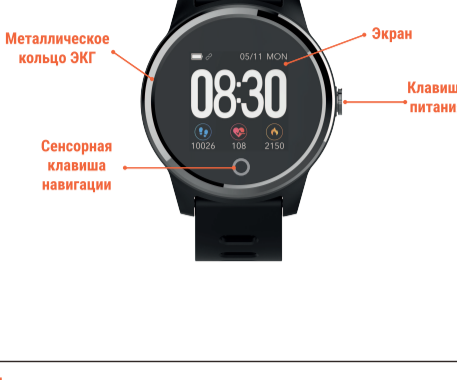 Металлическое
кольцо ЭКГ
Экран
05/11 MON
08:30
10026 108 2150
Сенсорная
клавиша
навигации